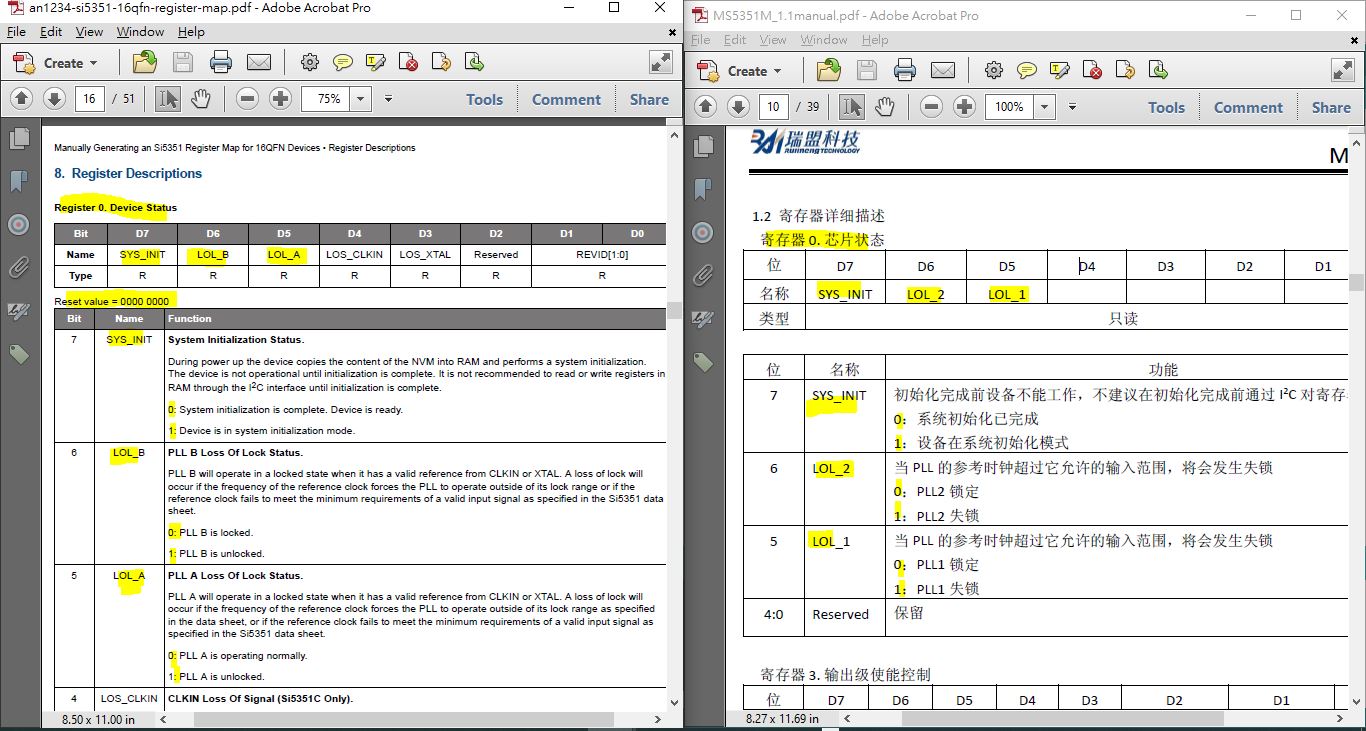 an1234-si5351-16qfn-register-map.pdf - Adobe Acrobat Pro
File Edit View Window Help
Create
16 / 51
75%
Tools Comment Share
Manually Generating an Si5351 Register Map for 16QFN Devices • Register Descriptions
8. Register Descriptions
Register 0. Device Status
Bit D7 D6 D5 D4 D3 D2 D1 D0
Name SYS_INIT LOL_B LOL_A LOS_CLKIN LOS_XTAL Reserved REVID[1:0]
Type R R R R R R R
Reset value = 0000 0000
Bit Name Function
7 SYS_INIT System Initialization Status.
During power up the device copies the content of the NVM into RAM and performs a system initialization.
The device is not operational until initialization is complete. It is not recommended to read or write registers in
RAM through the I2C interface until initialization is complete.
0: System initialization is complete. Device is ready.
1: Device is in system initialization mode.
6 LOL_B PLL B Loss Of Lock Status.
PLL B will operate in a locked state when it has a valid reference from CLKIN or XTAL. A loss of lock will
occur if the frequency of the reference clock forces the PLL to operate outside of its lock range or if the
reference clock fails to meet the minimum requirements of a valid input signal as specified in the Si5351 data
sheet.
0: PLL B is locked.
1: PLL B is unlocked.
5 LOL_A PLL A Loss Of Lock Status.
PLL A will operate in a locked state when it has a valid reference from CLKIN or XTAL. A loss of lock will
occur if the frequency of the reference clock forces the PLL to operate outside of its lock range as specified
in the data sheet, or if the reference clock fails to meet the minimum requirements of a valid input signal as
specified in the Si5351 data sheet.
0: PLL A is operating normally.
1: PLL A is unlocked.
4 LOS_CLKIN CLKIN Loss Of Signal (Si5351C Only).
8.50 x 11.00 in
MS5351M_1.1manual.pdf - Adobe Acrobat Pro
File Edit View Window Help
Create
10 / 39
100%
Tools Comment Share
瑞盟科技
Ruimeng TECHNOLOGY
M
1.2 寄存器详细描述
寄存器 0. 芯片状态
位 D7 D6 D5 D4 D3 D2 D1
名称 SYS_INIT LOL_2 LOL_1
类型 只读
位 名称 功能
7 SYS_INIT 初始化完成前设备不能工作，不建议在初始化完成前通过 I2C 对寄存
0：系统初始化已完成
1：设备在系统初始化模式
6 LOL_2 当 PLL 的参考时钟超过它允许的输入范围，将会发生失锁
0：PLL2 锁定
1：PLL2 失锁
5 LOL_1 当 PLL 的参考时钟超过它允许的输入范围，将会发生失锁
0：PLL1 锁定
1：PLL1 失锁
4:0 Reserved 保留
寄存器 3. 输出级使能控制
位 D7 D6 D5 D4 D3 D2 D1
8.27 x 11.69 in